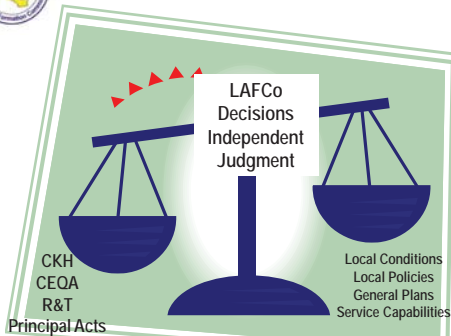 LAFCo
Decisions
Independent
Judgment
CKH
CEQA
R&T
Principal Acts
Local Conditions
Local Policies
General Plans
Service Capabilities